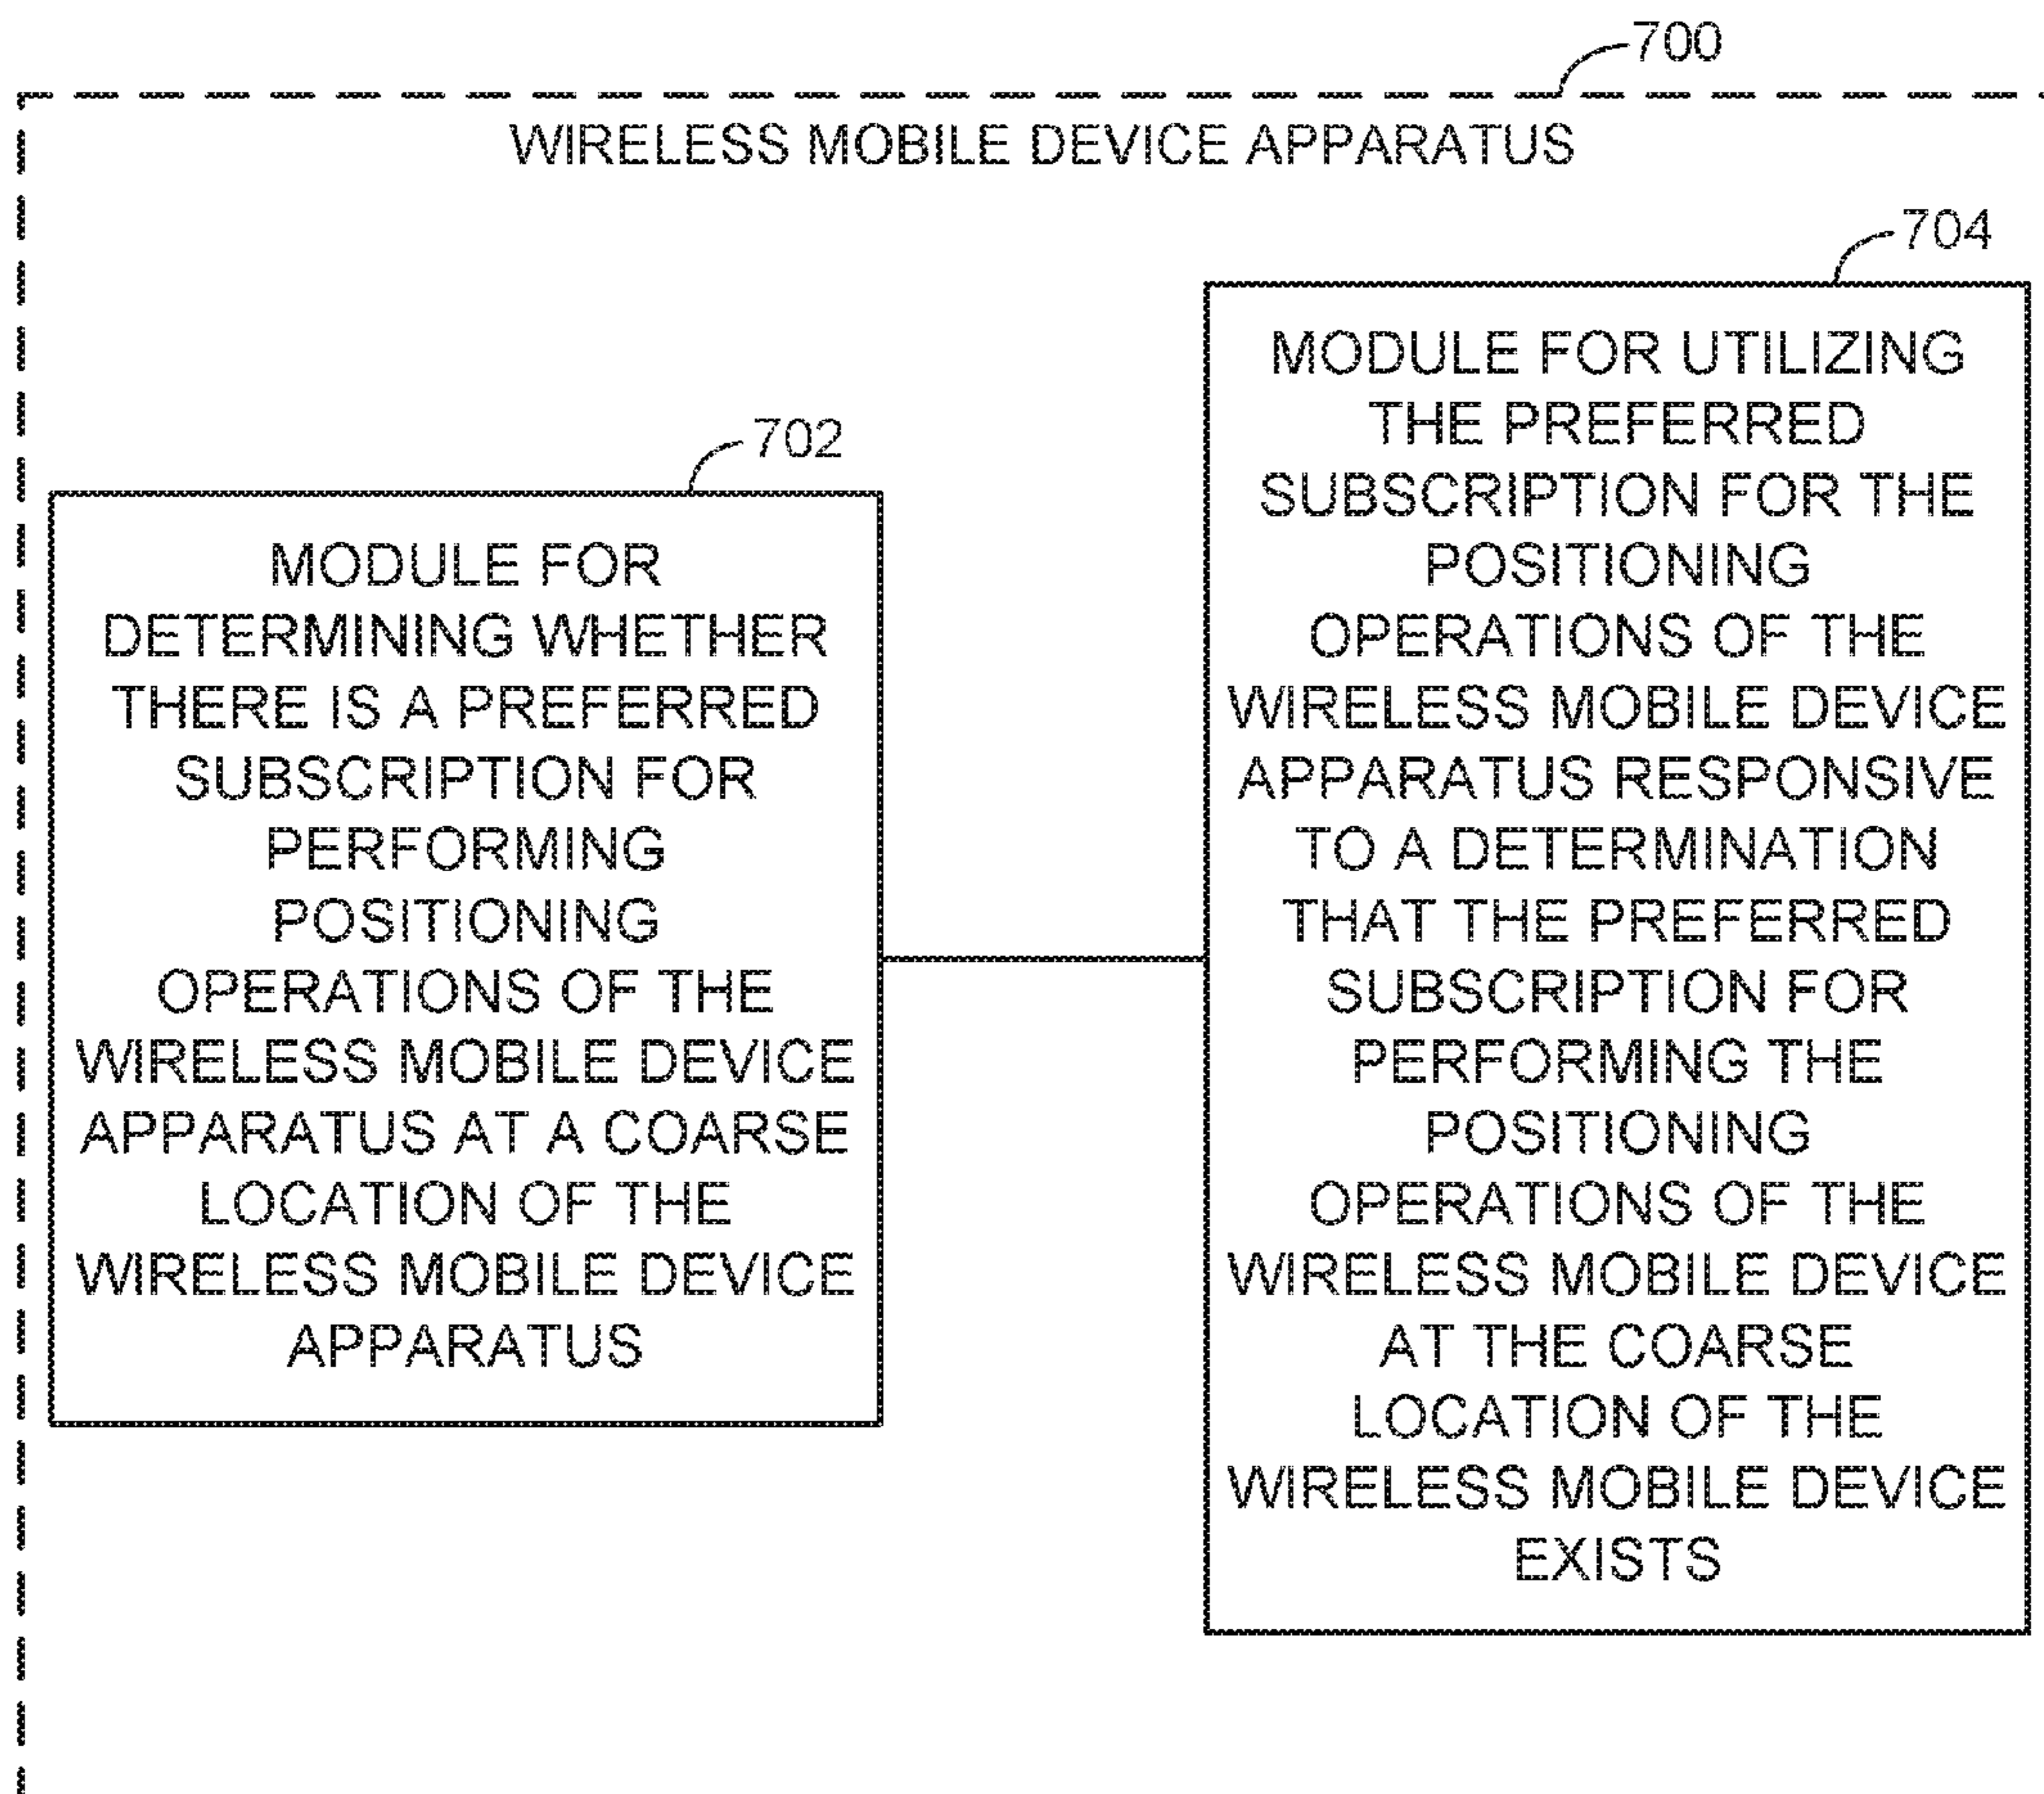 700
WIRELESS MOBILE DEVICE APPARATUS
704
MODULE FOR UTILIZING
THE PREFERRED
SUBSCRIPTION FOR THE
POSITIONING
OPERATIONS OF THE
WIRELESS MOBILE DEVICE
APPARATUS RESPONSIVE
TO A DETERMINATION
THAT THE PREFERRED
SUBSCRIPTION FOR
PERFORMING THE
POSITIONING
OPERATIONS OF THE
WIRELESS MOBILE DEVICE
AT THE COARSE
LOCATION OF THE
WIRELESS MOBILE DEVICE
EXISTS
702
MODULE FOR
DETERMINING WHETHER
THERE IS A PREFERRED
SUBSCRIPTION FOR
PERFORMING
POSITIONING
OPERATIONS OF THE
WIRELESS MOBILE DEVICE
APPARATUS AT A COARSE
LOCATION OF THE
WIRELESS MOBILE DEVICE
APPARATUS